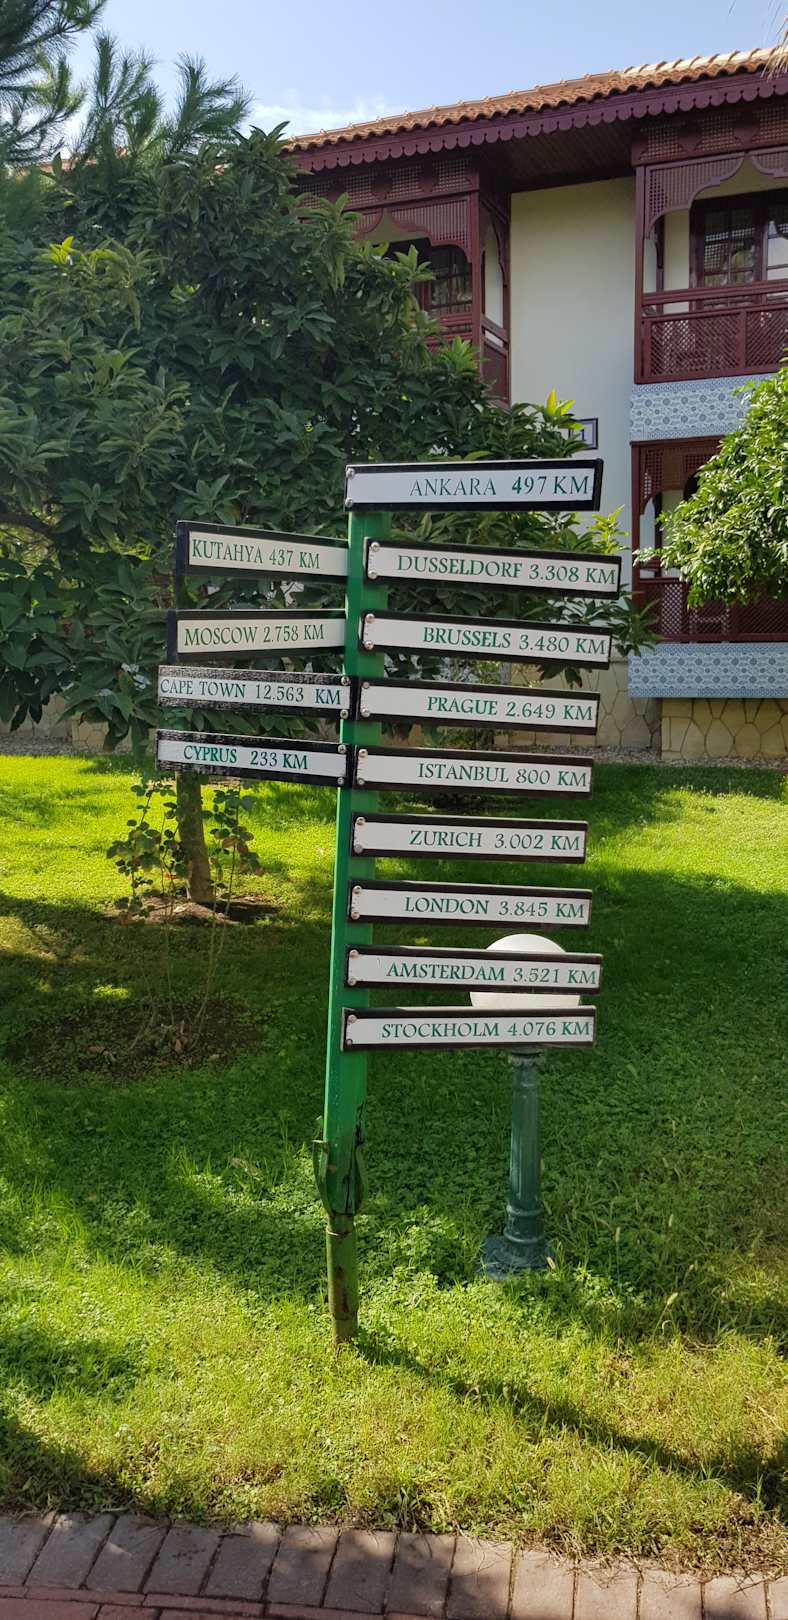 ANKARA 497 KM
KUTAHYA 437 KM
DUSSELDORF 3.308 KM
MOSCOW 2.758 KM
BRUSSELS 3.480 KM
CAPE TOWN 12.563 KM
PRAGUE 2.649 KM
CYPRUS 233 KM
ISTANBUL 800 KM
ZURICH 3.002 KM
LONDON 3.845 KM
AMSTERDAM 3.521 KM
STOCKHOLM 4.076 KM